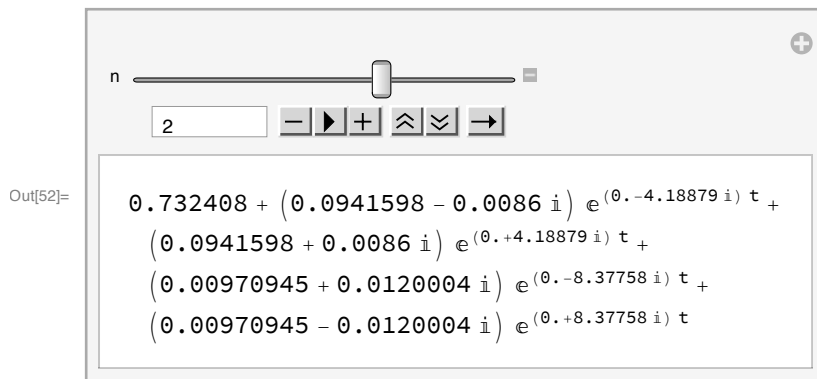 n
2
Out[52]=
0.732408 + (0.0941598 - 0.0086 ⅈ) ⅇ^(0.-4.18879 ⅈ) t +
(0.0941598 + 0.0086 ⅈ) ⅇ^(0.+4.18879 ⅈ) t +
(0.00970945 + 0.0120004 ⅈ) ⅇ^(0.-8.37758 ⅈ) t +
(0.00970945 - 0.0120004 ⅈ) ⅇ^(0.+8.37758 ⅈ) t